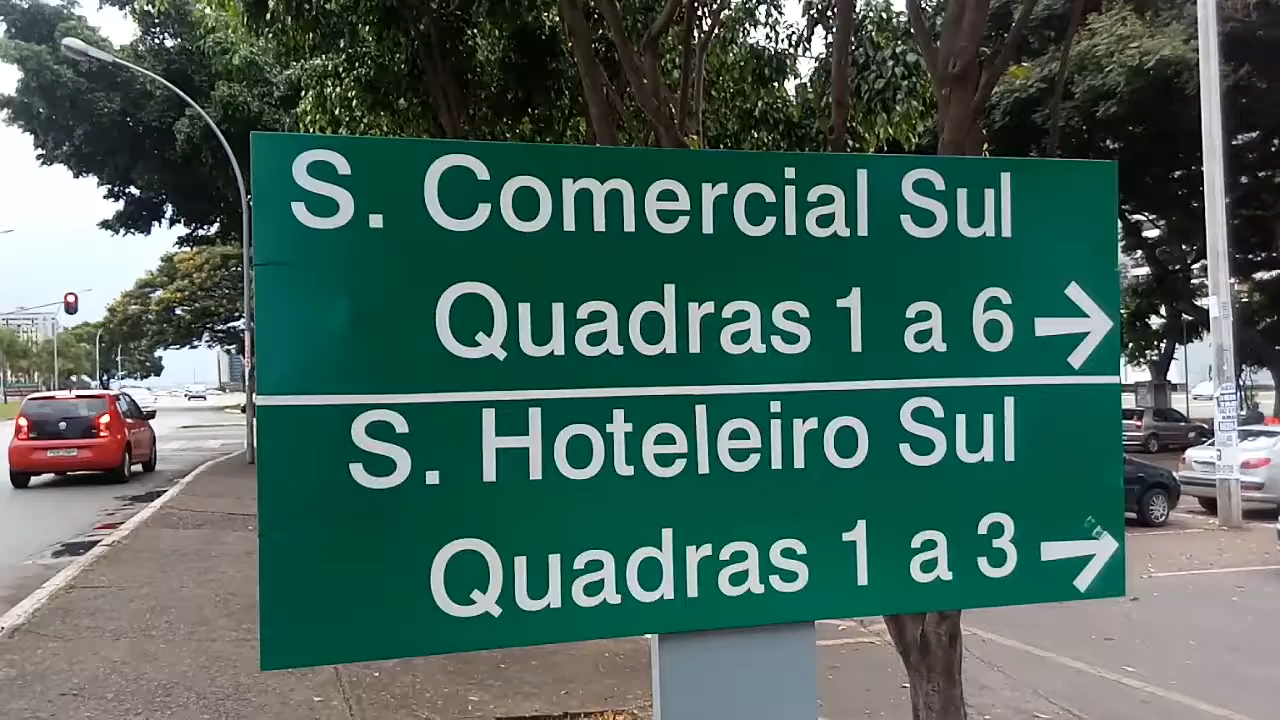 S. Comercial Sul
Quadras 1 a 6 →
S. Hoteleiro Sul
Quadras 1 a 3 →